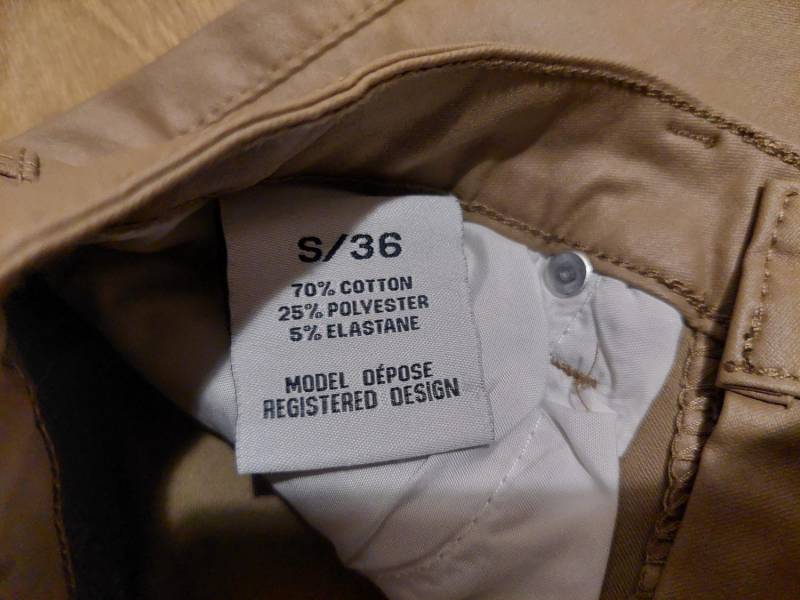 S/36
70% COTTON
25% POLYESTER
5% ELASTANE
MODEL DÉPOSE
REGISTERED DESIGN